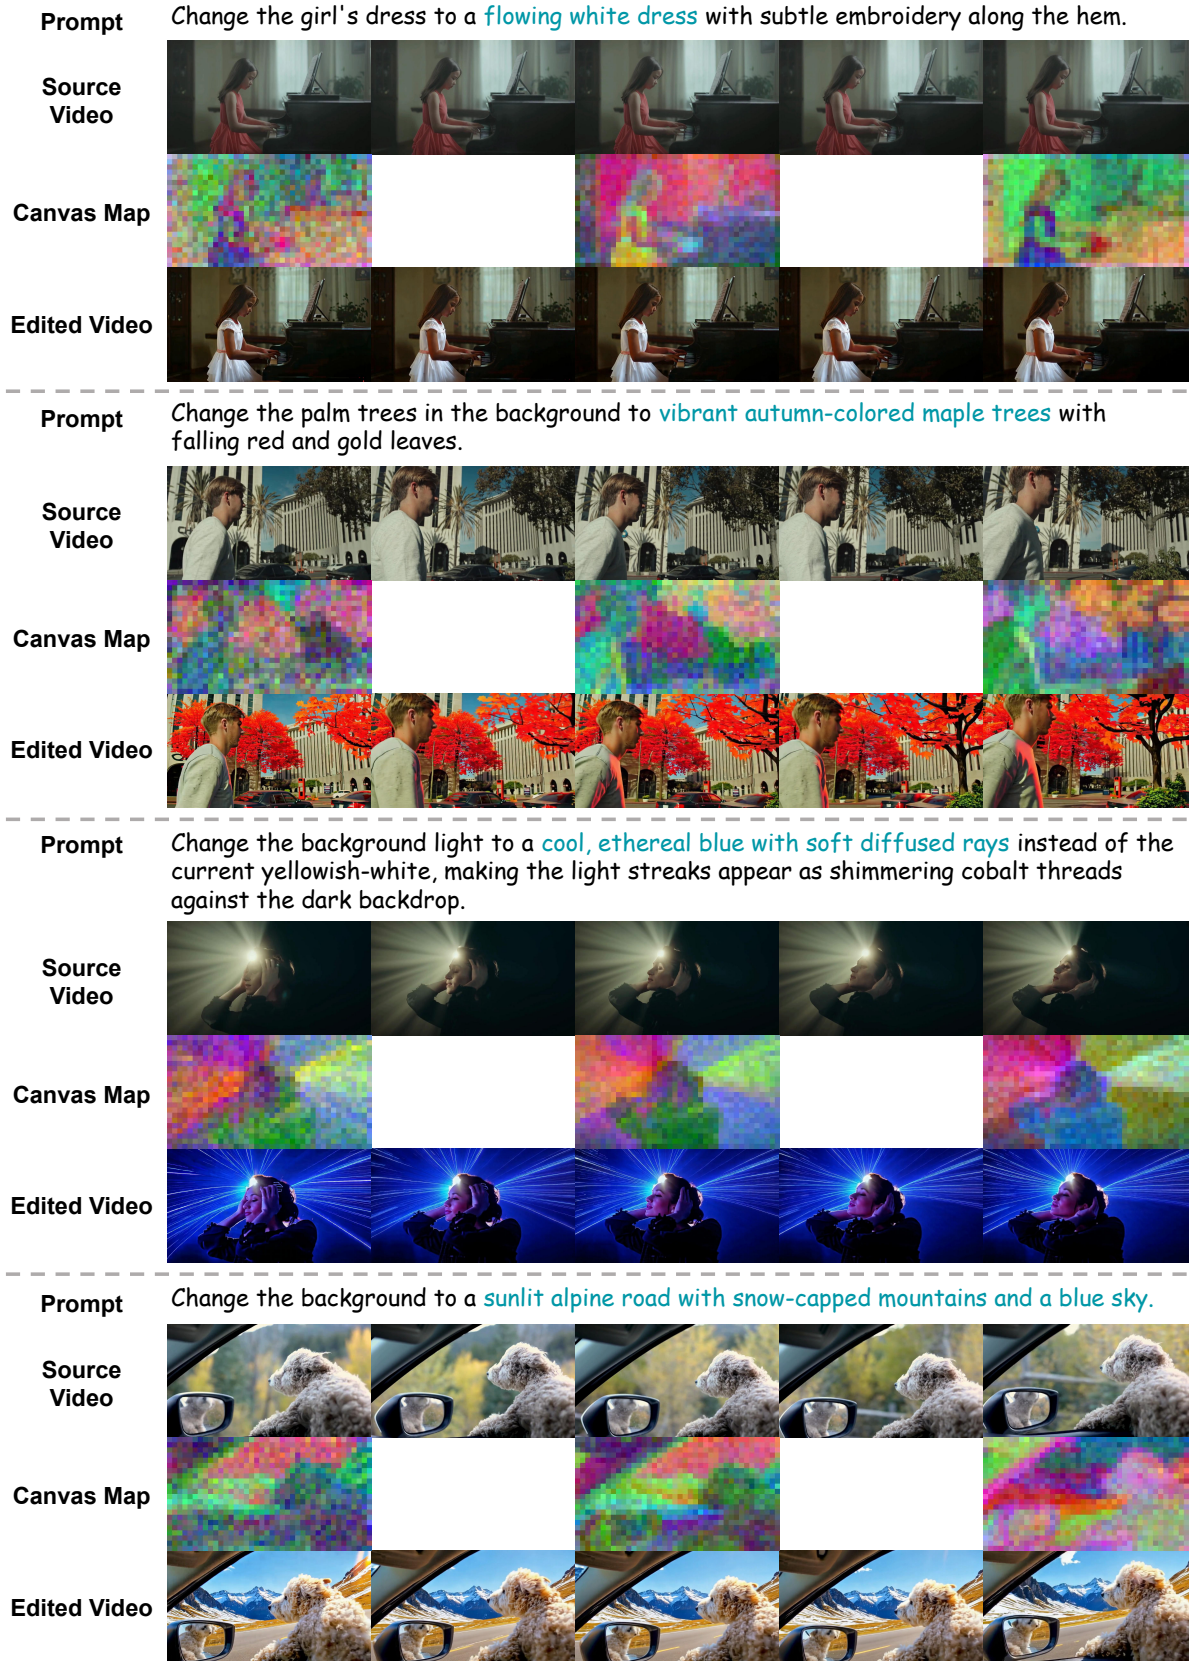 Prompt
Change the girl's dress to a flowing white dress with subtle embroidery along the hem.
Source
Video
Canvas Map
Edited Video
Prompt
Change the palm trees in the background to vibrant autumn-colored maple trees with
falling red and gold leaves.
Source
Video
Canvas Map
Edited Video
Prompt
Change the background light to a cool, ethereal blue with soft diffused rays instead of the
current yellowish-white, making the light streaks appear as shimmering cobalt threads
against the dark backdrop.
Source
Video
Canvas Map
Edited Video
Prompt
Change the background to a sunlit alpine road with snow-capped mountains and a blue sky.
Source
Video
Canvas Map
Edited Video